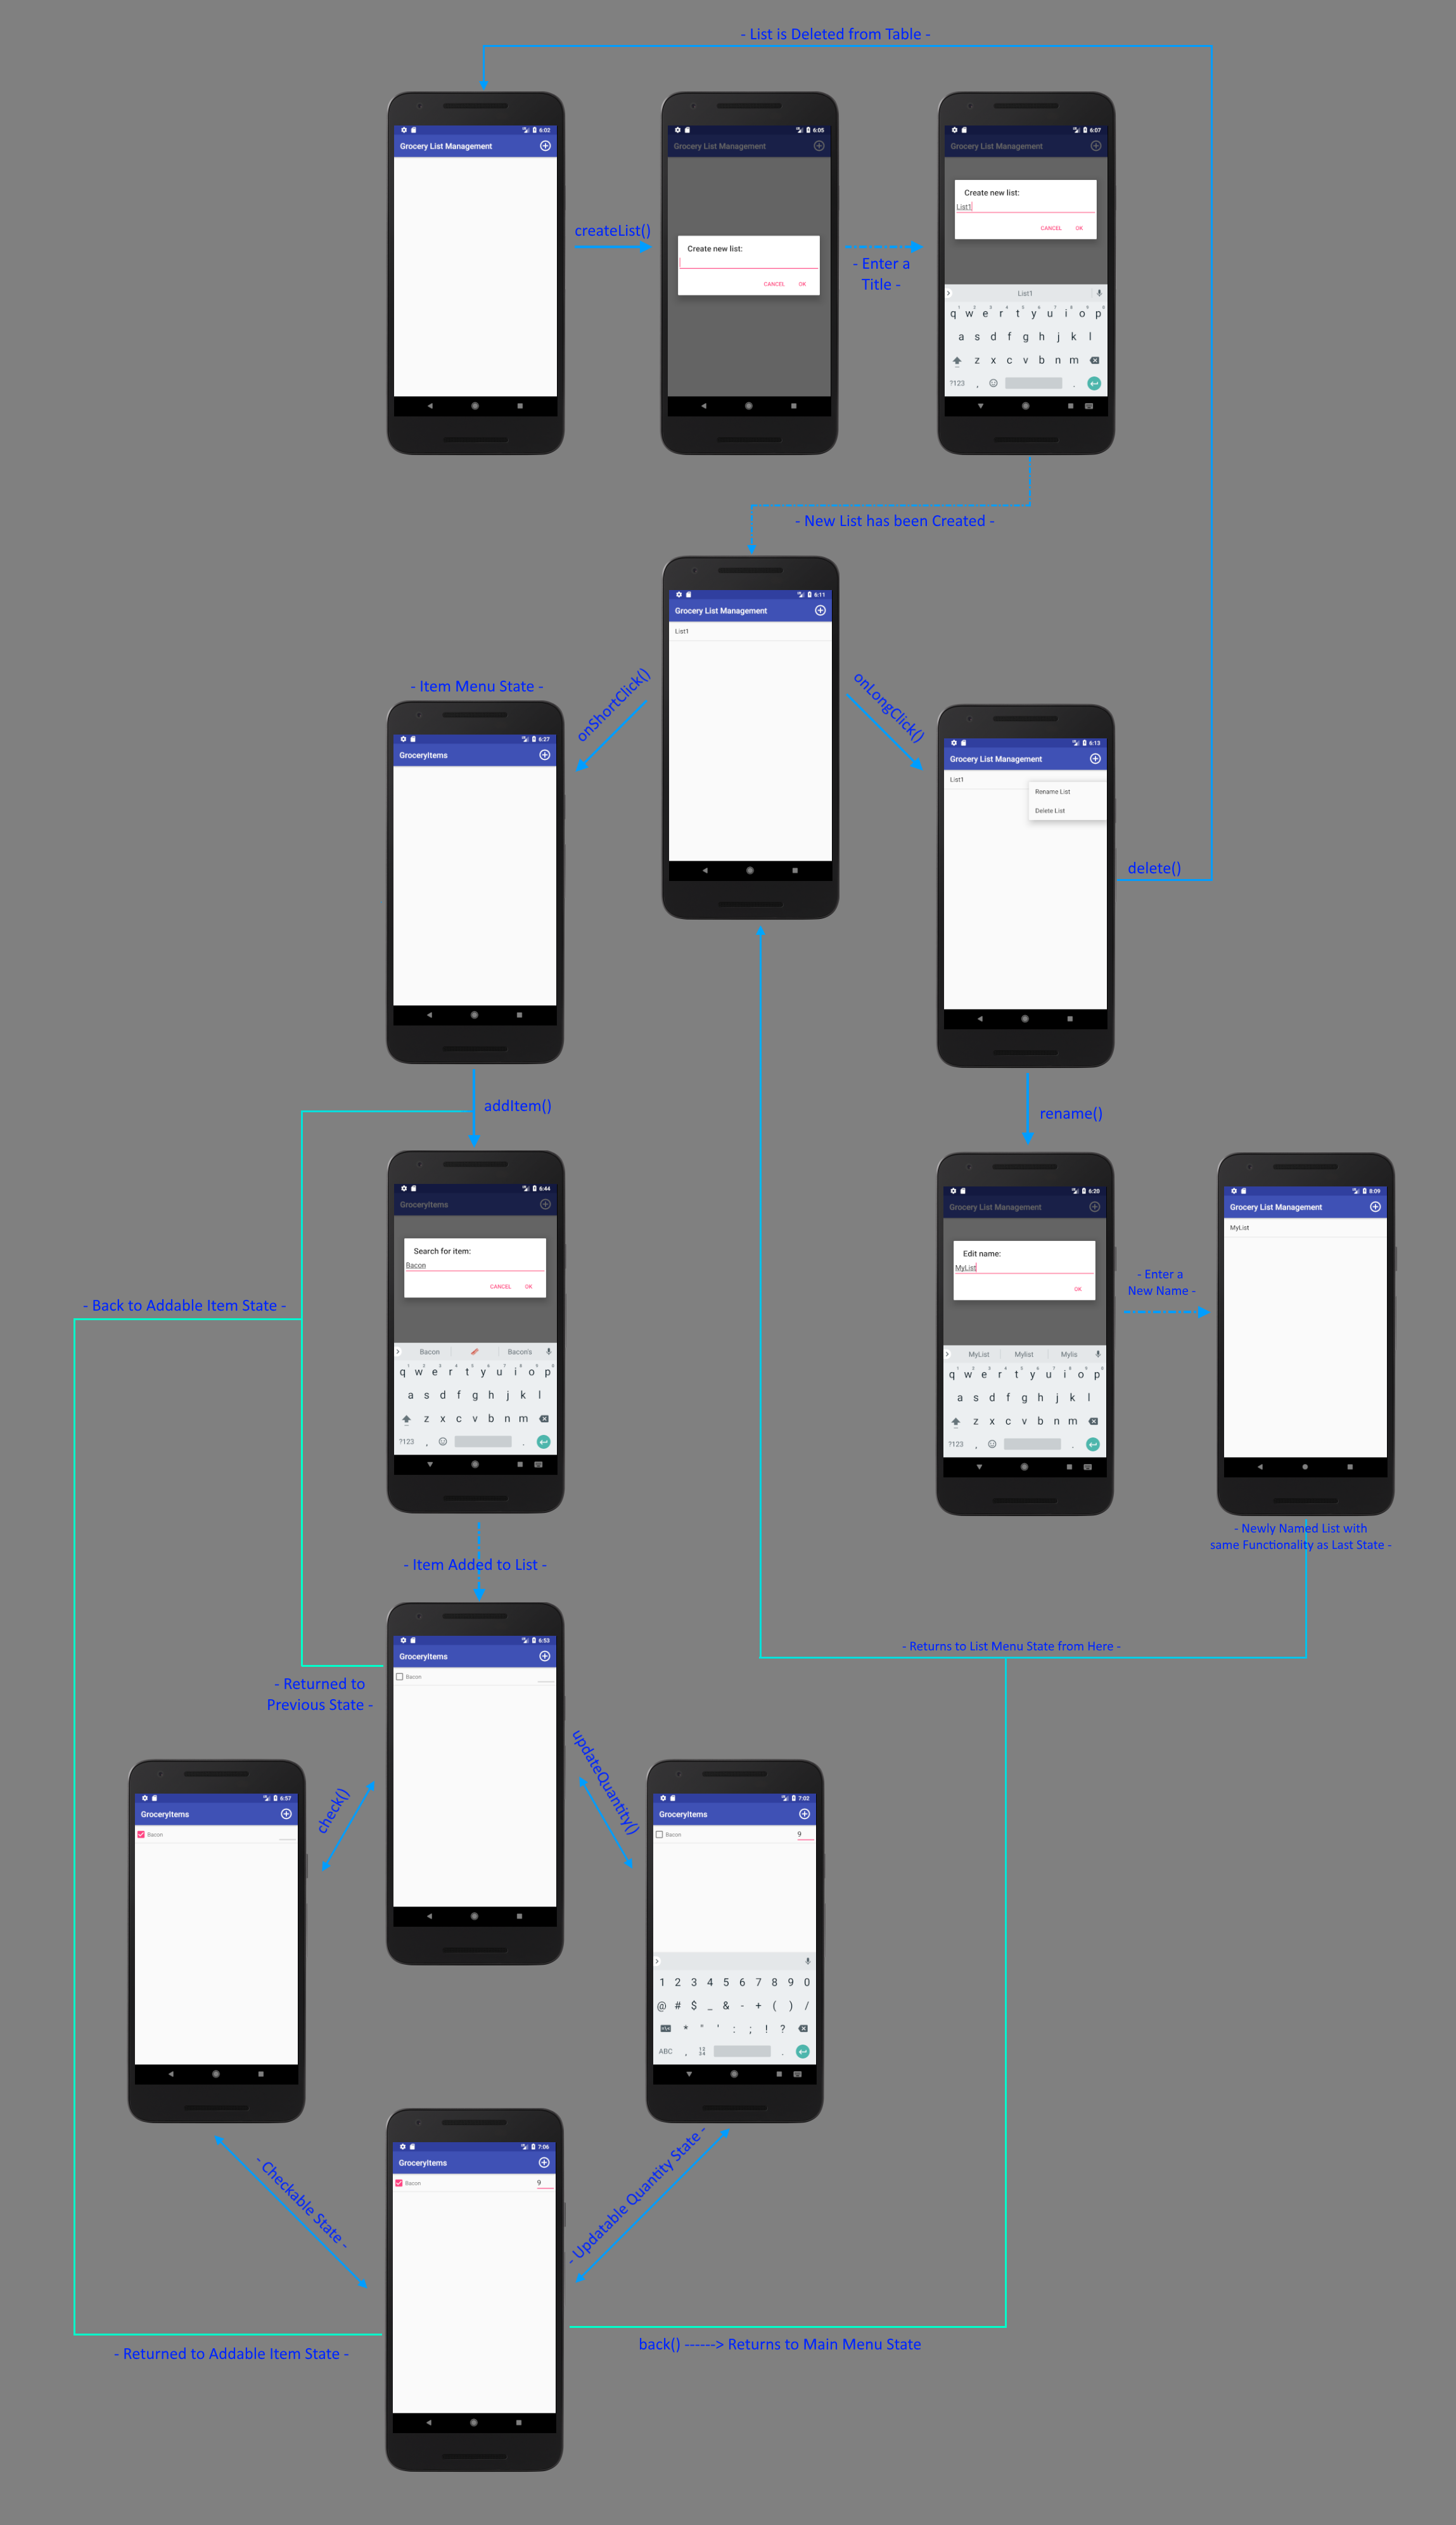 - List is Deleted from Table -
6:02
Grocery List Management
6:05
Grocery List Management
Create new list:
CANCEL OK
6:07
Grocery List Management
Create new list:
List1
CANCEL OK
List1
q w e r t y u i o p
a s d f g h j k l
z x c v b n m
?123 , .
createList()
- Enter a
Title -
- New List has been Created -
6:11
Grocery List Management
List1
onShortClick()
onLongClick()
- Item Menu State -
6:27
GroceryItems
6:13
Grocery List Management
List1
Rename List
Delete List
delete()
addItem()
rename()
6:44
GroceryItems
Search for item:
Bacon
CANCEL OK
Bacon Bacon's
q w e r t y u i o p
a s d f g h j k l
z x c v b n m
?123 , .
6:20
Grocery List Management
Edit name:
MyList
OK
MyList Mylist Mylis
q w e r t y u i o p
a s d f g h j k l
z x c v b n m
?123 , .
- Enter a
New Name -
8:09
Grocery List Management
MyList
- Newly Named List with
same Functionality as Last State -
- Back to Addable Item State -
- Item Added to List -
- Returns to List Menu State from Here -
6:53
GroceryItems
Bacon
- Returned to
Previous State -
check()
updateQuantity()
6:57
GroceryItems
Bacon
7:02
GroceryItems
Bacon 9
1 2 3 4 5 6 7 8 9 0
@ # $ _ & - + ( ) /
* " ' : ; ! ?
ABC , .
- Checkable State -
- Updatable Quantity State -
7:06
GroceryItems
Bacon 9
- Returned to Addable Item State -
back() ------> Returns to Main Menu State